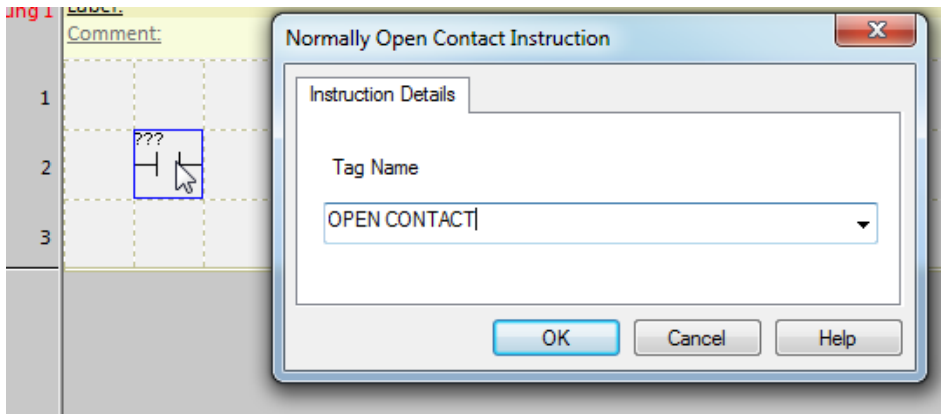 Rung 1
Label:
Comment:
Normally Open Contact Instruction
Instruction Details
1
???
2
3
Tag Name
OPEN CONTACT
OK
Cancel
Help